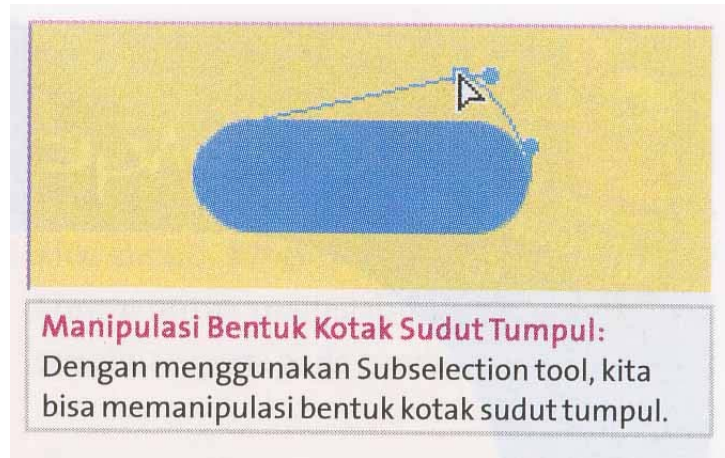 Manipulasi Bentuk Kotak Sudut Tumpul:
Dengan menggunakan Subselection tool, kita
bisa memanipulasi bentuk kotak sudut tumpul.